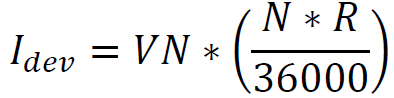 I_dev = VN * (N * R / 36000)